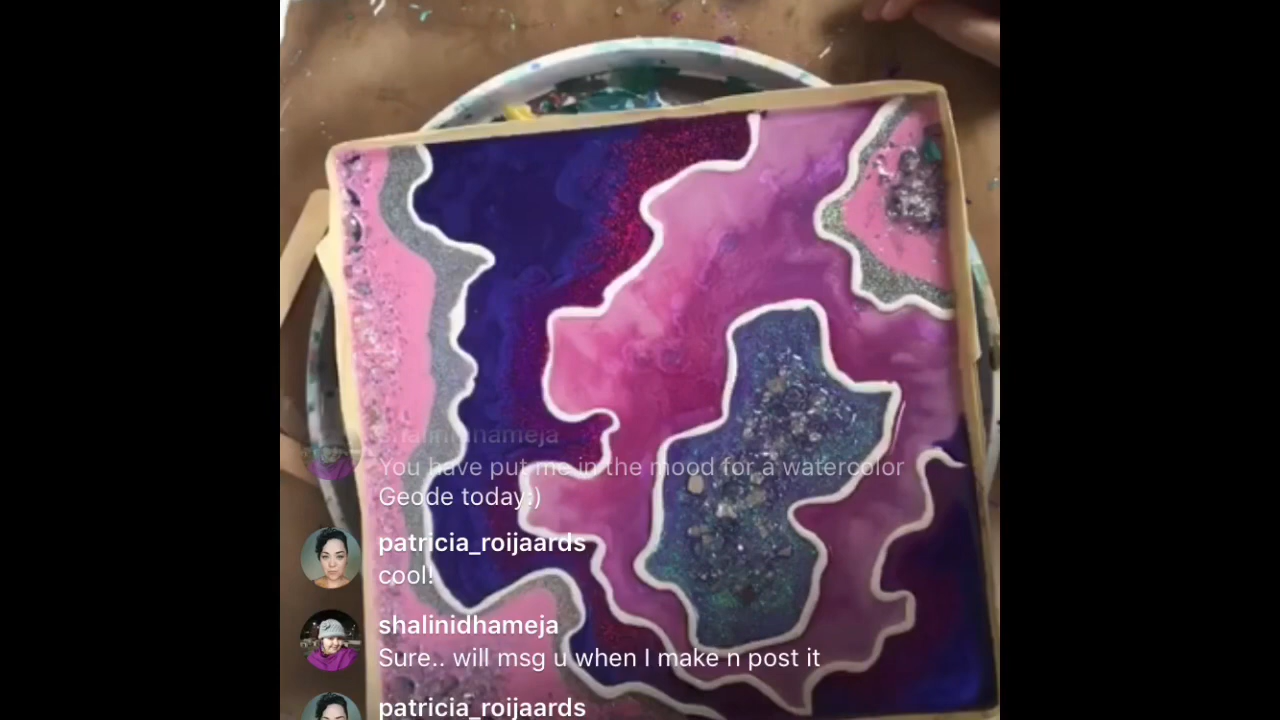 shalinidhameja
You have put me in the mood for a watercolor
Geode today:)
patricia_roijaards
cool!
shalinidhameja
Sure.. will msg u when I make n post it
patricia_roijaards